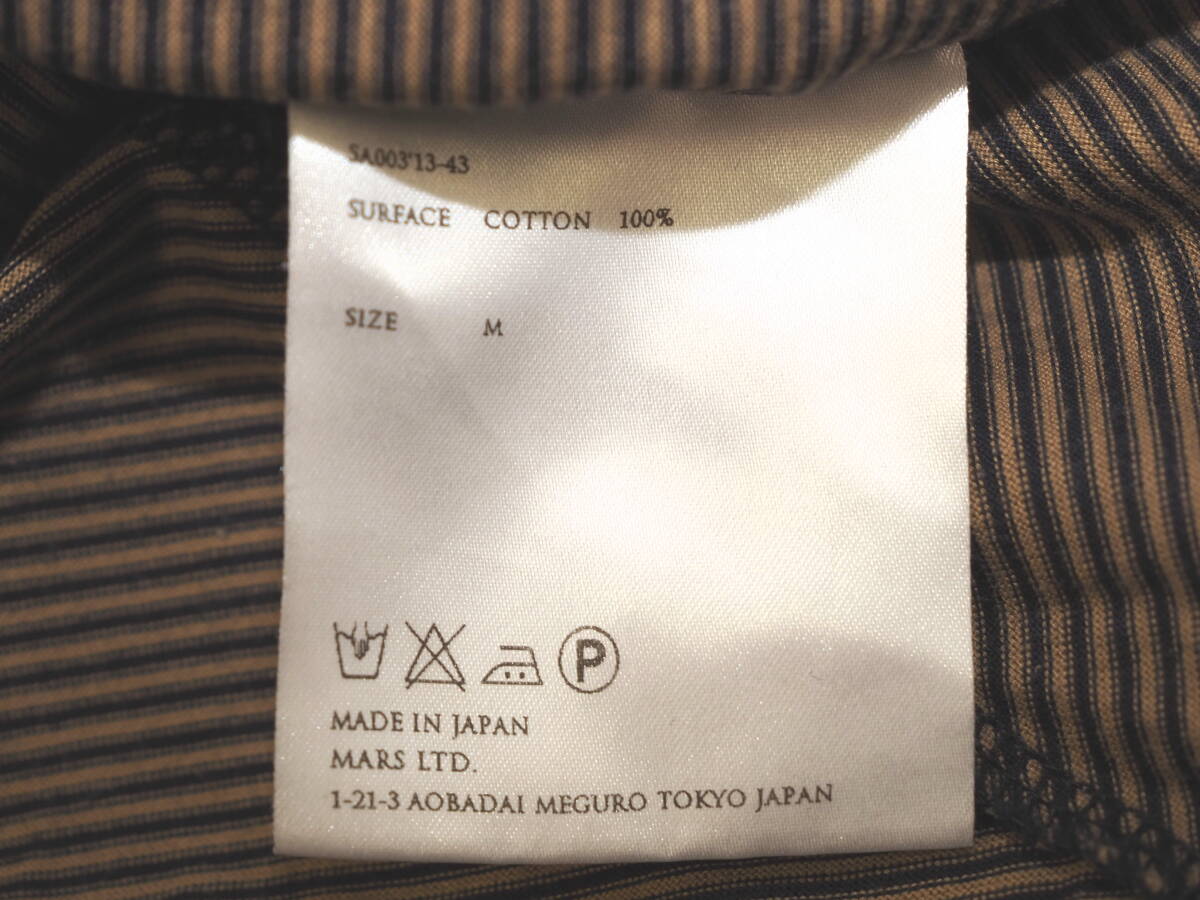 SA003'13-43
SURFACE COTTON 100%
SIZE M
P
MADE IN JAPAN
MARS LTD.
1-21-3 AOBADAI MEGURO TOKYO JAPAN